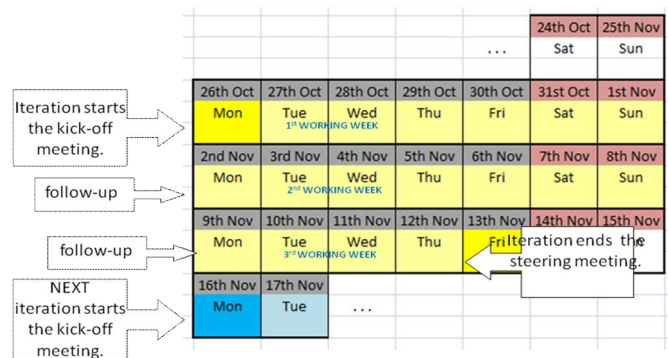 24th Oct 25th Nov
... Sat Sun
26th Oct 27th Oct 28th Oct 29th Oct 30th Oct 31st Oct 1st Nov
Mon Tue Wed Thu Fri Sat Sun
1st WORKING WEEK
Iteration starts
the kick-off
meeting.
2nd Nov 3rd Nov 4th Nov 5th Nov 6th Nov 7th Nov 8th Nov
Mon Tue Wed Thu Fri Sat Sun
2nd WORKING WEEK
follow-up
9th Nov 10th Nov 11th Nov 12th Nov 13th Nov 14th Nov 15th Nov
Mon Tue Wed Thu Fri
3rd WORKING WEEK
follow-up
Iteration ends the
steering meeting.
16th Nov 17th Nov
Mon Tue ...
NEXT
iteration starts
the kick-off
meeting.